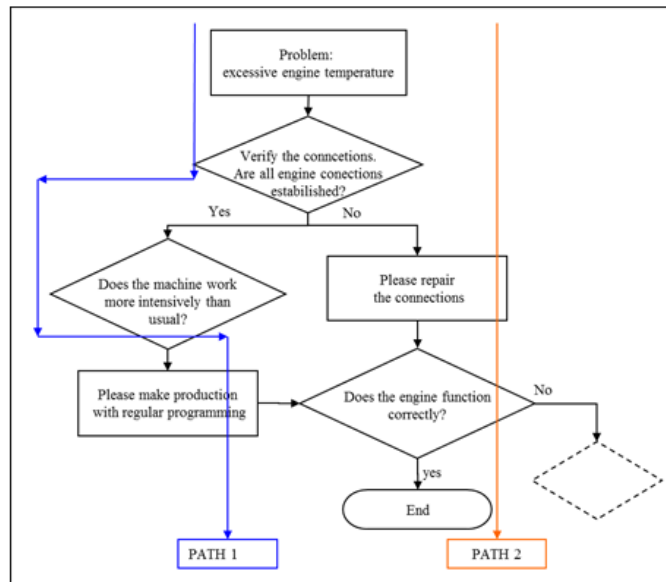 Problem:
excessive engine temperature
Verify the conncetions.
Are all engine conections
estabilished?
Yes
No
Does the machine work
more intensively than
usual?
Please repair
the connections
Please make production
with regular programming
Does the engine function
correctly?
No
yes
End
PATH 1
PATH 2